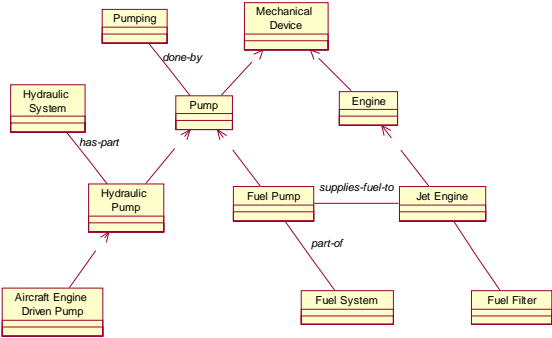 Mechanical
Device
Pumping
done-by
Hydraulic
System
Pump
Engine
has-part
Hydraulic
Pump
Fuel Pump
supplies-fuel-to
Jet Engine
part-of
Aircraft Engine
Driven Pump
Fuel System
Fuel Filter